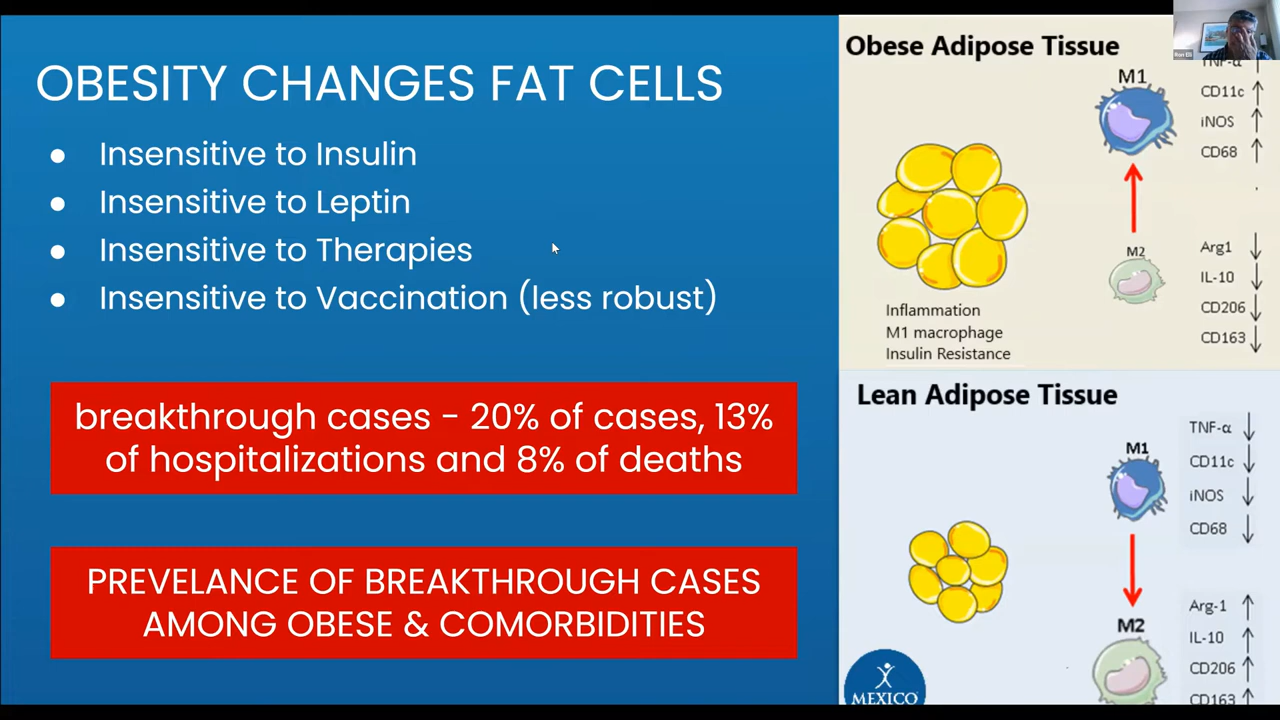 OBESITY CHANGES FAT CELLS
● Insensitive to Insulin
● Insensitive to Leptin
● Insensitive to Therapies
● Insensitive to Vaccination (less robust)
breakthrough cases - 20% of cases, 13%
of hospitalizations and 8% of deaths
PREVELANCE OF BREAKTHROUGH CASES
AMONG OBESE & COMORBIDITIES
Obese Adipose Tissue
M1
TNF-α ↑
CD11c ↑
iNOS ↑
CD68 ↑
M2
Arg1 ↓
IL-10 ↓
CD206 ↓
CD163 ↓
Inflammation
M1 macrophage
Insulin Resistance
Lean Adipose Tissue
M1
TNF-α ↓
CD11c ↓
iNOS ↓
CD68 ↓
M2
Arg-1 ↑
IL-10 ↑
CD206 ↑
CD163 ↑
MEXICO